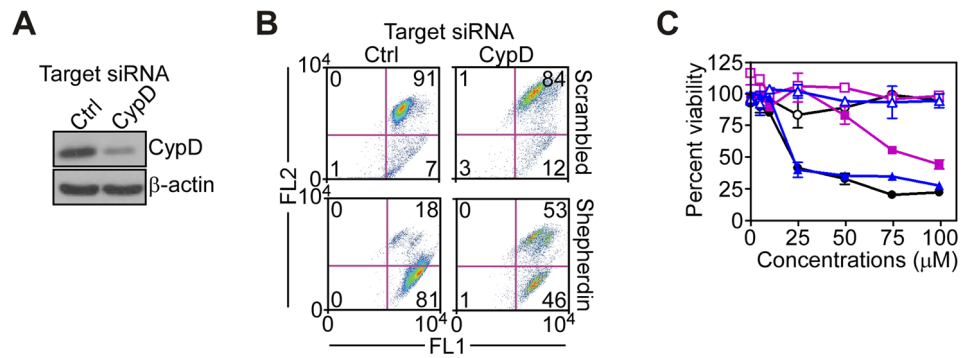 A
Target siRNA
Ctrl
CypD
CypD
β-actin
B
Target siRNA
Ctrl
CypD
10⁴
0
91
1
84
1
7
3
12
Scrambled
FL2
10⁴
0
18
0
53
0
81
1
46
Shepherdin
0
0
10⁴
0
10⁴
FL1
C
Percent viability
125
100
75
50
25
0
0
25
50
75
100
Concentrations (μM)